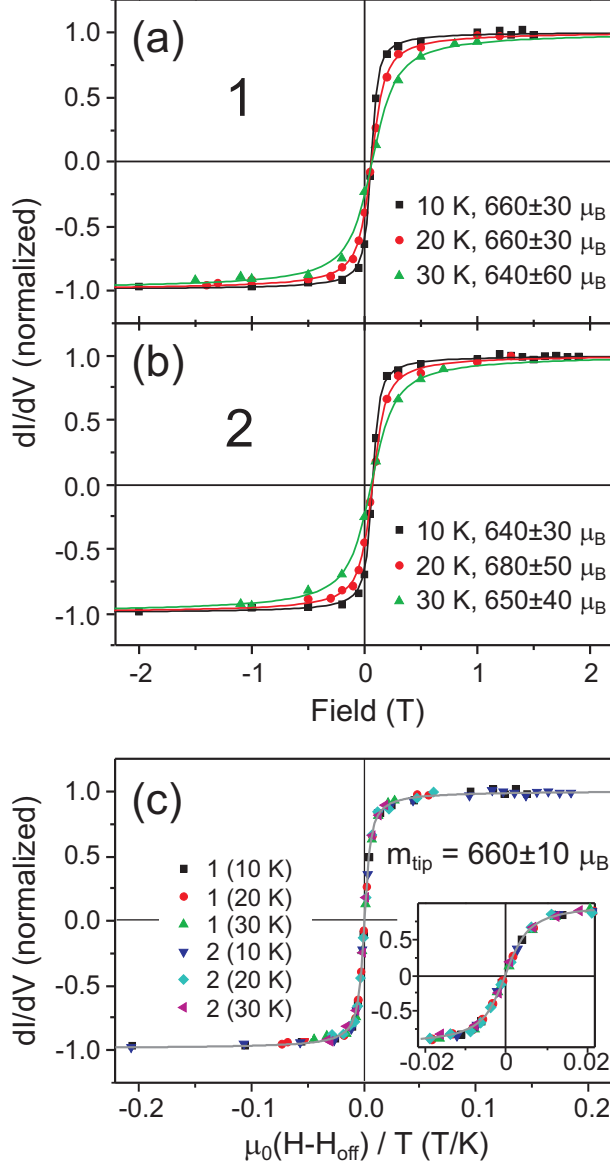 (a)
1
1.0
0.5
0.0
-0.5
-1.0
10 K, 660±30 μB
20 K, 660±30 μB
30 K, 640±60 μB
dI/dV (normalized)
(b)
2
1.0
0.5
0.0
-0.5
-1.0
10 K, 640±30 μB
20 K, 680±50 μB
30 K, 650±40 μB
-2 -1 0 1 2
Field (T)
(c)
1.0
0.5
0.0
-0.5
-1.0
dI/dV (normalized)
1 (10 K)
1 (20 K)
1 (30 K)
2 (10 K)
2 (20 K)
2 (30 K)
mtip = 660±10 μB
0.5
0
-0.5
-0.02 0 0.02
-0.2 -0.1 0.0 0.1 0.2
μ0(H-Hoff) / T (T/K)